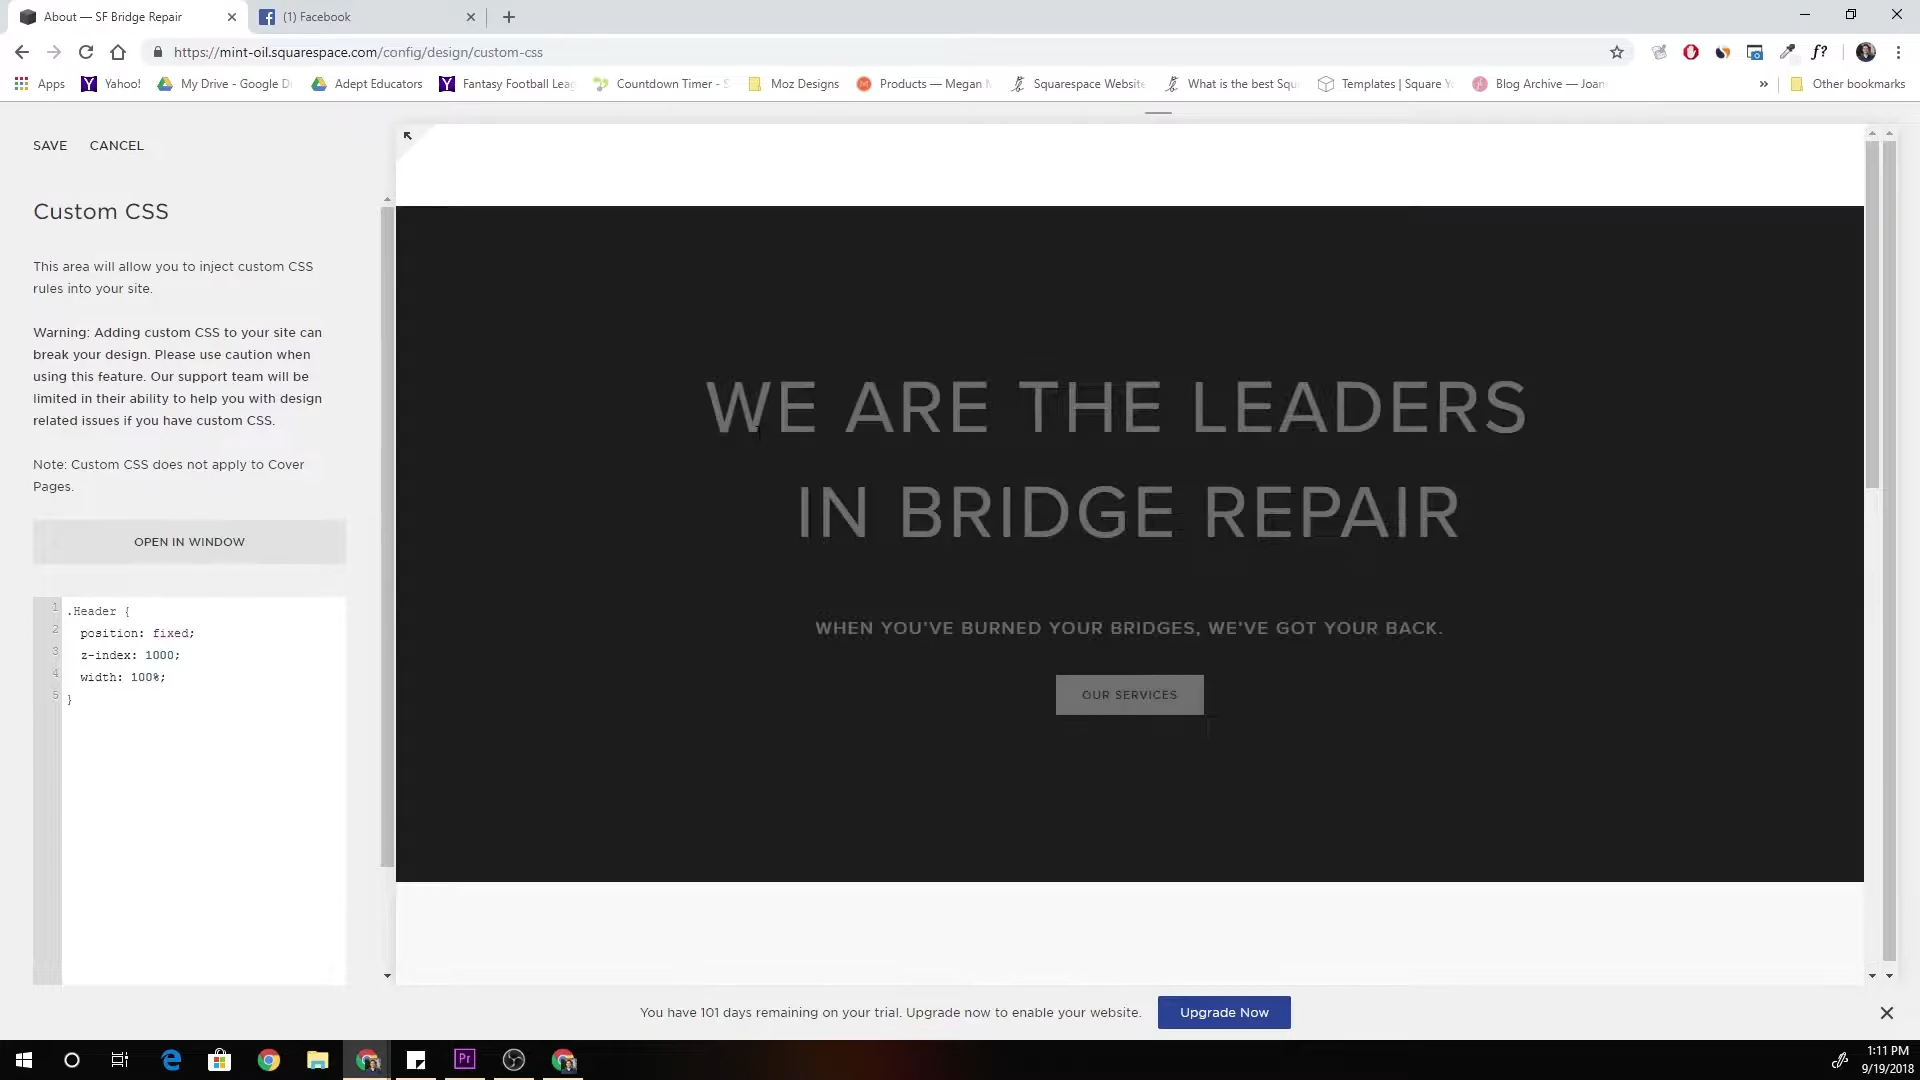 About — SF Bridge Repair
(1) Facebook
https://mint-oil.squarespace.com/config/design/custom-css
f?
Apps
Yahoo!
My Drive - Google D
Adept Educators
Fantasy Football Leag
Countdown Timer - S
Moz Designs
Products — Megan
Squarespace Website
What is the best Squ
Templates | Square Y
Blog Archive — Joan
»
Other bookmarks
SAVE
CANCEL
Custom CSS
This area will allow you to inject custom CSS
rules into your site.
Warning: Adding custom CSS to your site can
break your design. Please use caution when
using this feature. Our support team will be
limited in their ability to help you with design
related issues if you have custom CSS.
Note: Custom CSS does not apply to Cover
Pages.
OPEN IN WINDOW
1 .Header {
2 position: fixed;
3 z-index: 1000;
4 width: 100%;
5 }
WE ARE THE LEADERS
IN BRIDGE REPAIR
WHEN YOU'VE BURNED YOUR BRIDGES, WE'VE GOT YOUR BACK.
OUR SERVICES
You have 101 days remaining on your trial. Upgrade now to enable your website.
Upgrade Now
Pr
1:11 PM
9/19/2018